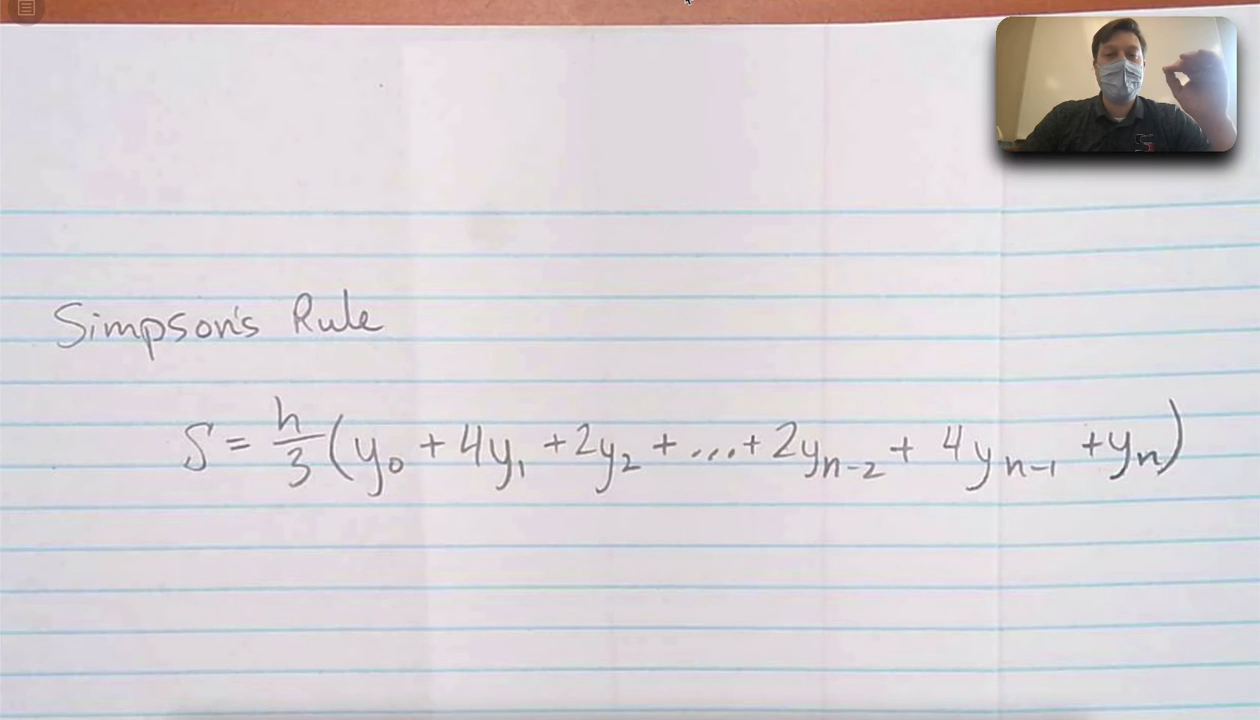 Simpson's Rule
S = h/3 (y₀ + 4y₁ + 2y₂ + ... + 2yₙ₋₂ + 4yₙ₋₁ + yₙ)